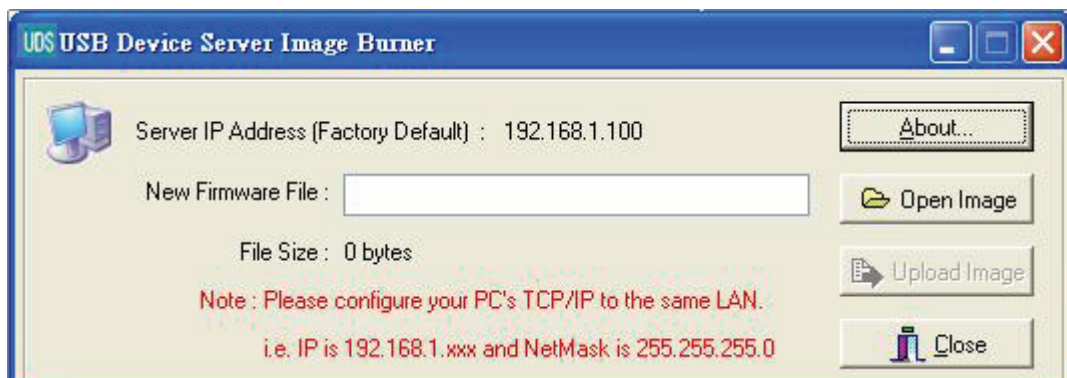 UDS USB Device Server Image Burner
Server IP Address (Factory Default) : 192.168.1.100
About...
New Firmware File :
Open Image
File Size : 0 bytes
Upload Image
Note : Please configure your PC's TCP/IP to the same LAN.
i.e. IP is 192.168.1.xxx and NetMask is 255.255.255.0
Close